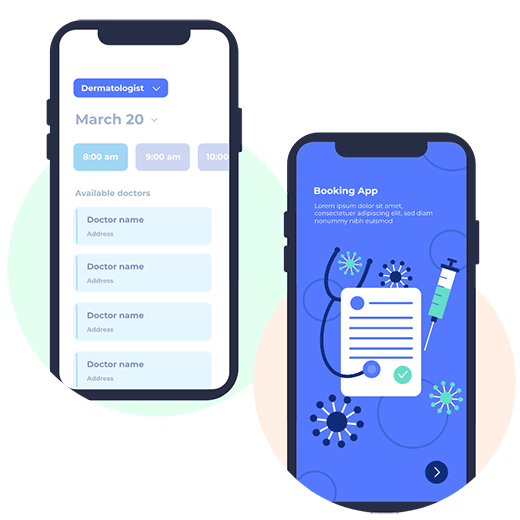 Dermatologist
March 20
8:00 am
9:00 am
10:00
Available doctors
Doctor name
Address
Doctor name
Address
Doctor name
Address
Doctor name
Address
Booking App
Lorem ipsum dolor sit amet,
consectetuer adipiscing elit, sed diam
nonummy nibh euismod